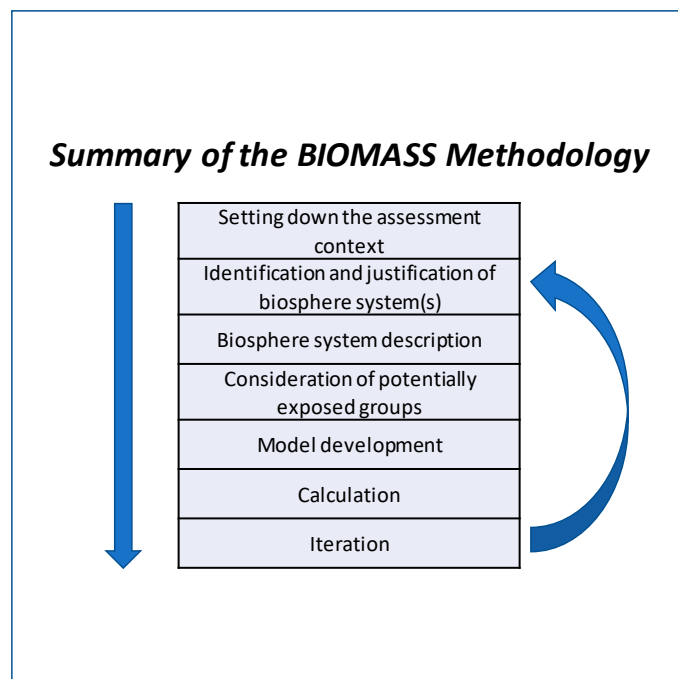 Summary of the BIOMASS Methodology
Setting down the assessment
context
Identification and justification of
biosphere system(s)
Biosphere system description
Consideration of potentially
exposed groups
Model development
Calculation
Iteration